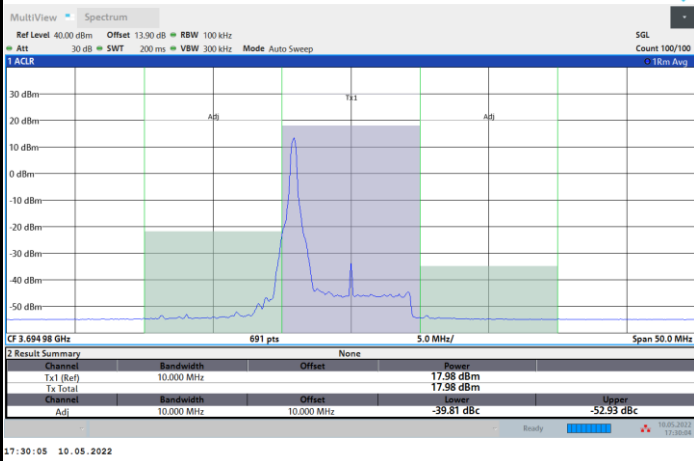 MultiView Spectrum
Ref Level 40.00 dBm Offset 13.90 dB RBW 100 kHz SGL
Att 30 dB SWT 200 ms VBW 300 kHz Mode Auto Sweep Count 100/100
1 ACLR 1Rm Avg
30 dBm
Tx1
20 dBm
Adj Adj
10 dBm
0 dBm
-10 dBm
-20 dBm
-30 dBm
-40 dBm
-50 dBm
CF 3.694 98 GHz 691 pts 5.0 MHz/ Span 50.0 MHz
2 Result Summary None
Channel Bandwidth Offset Power
Tx1 (Ref) 10.000 MHz 17.98 dBm
Tx Total 17.98 dBm
Channel Bandwidth Offset Lower Upper
Adj 10.000 MHz 10.000 MHz -39.81 dBc -52.93 dBc
Ready 10.05.2022
17:30:04
17:30:05 10.05.2022